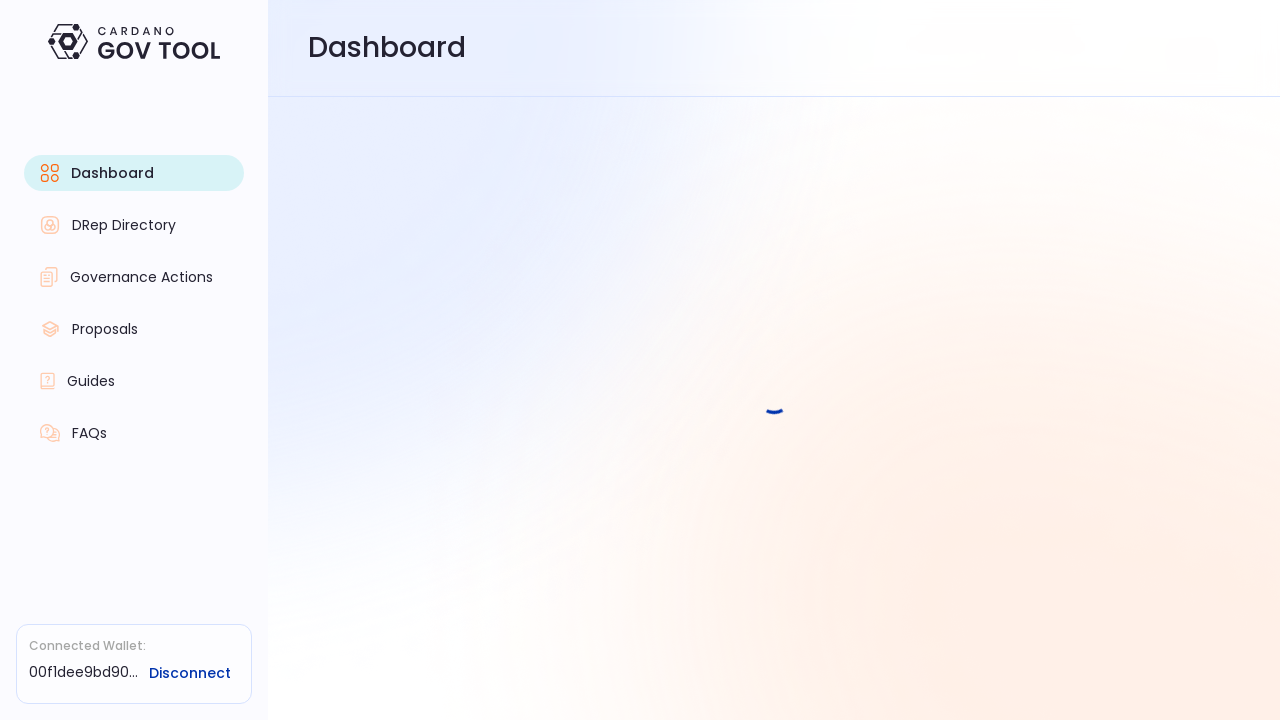 CARDANO
GOV TOOL
Dashboard
Dashboard
DRep Directory
Governance Actions
Proposals
Guides
FAQs
Connected Wallet:
00f1dee9bd90... Disconnect